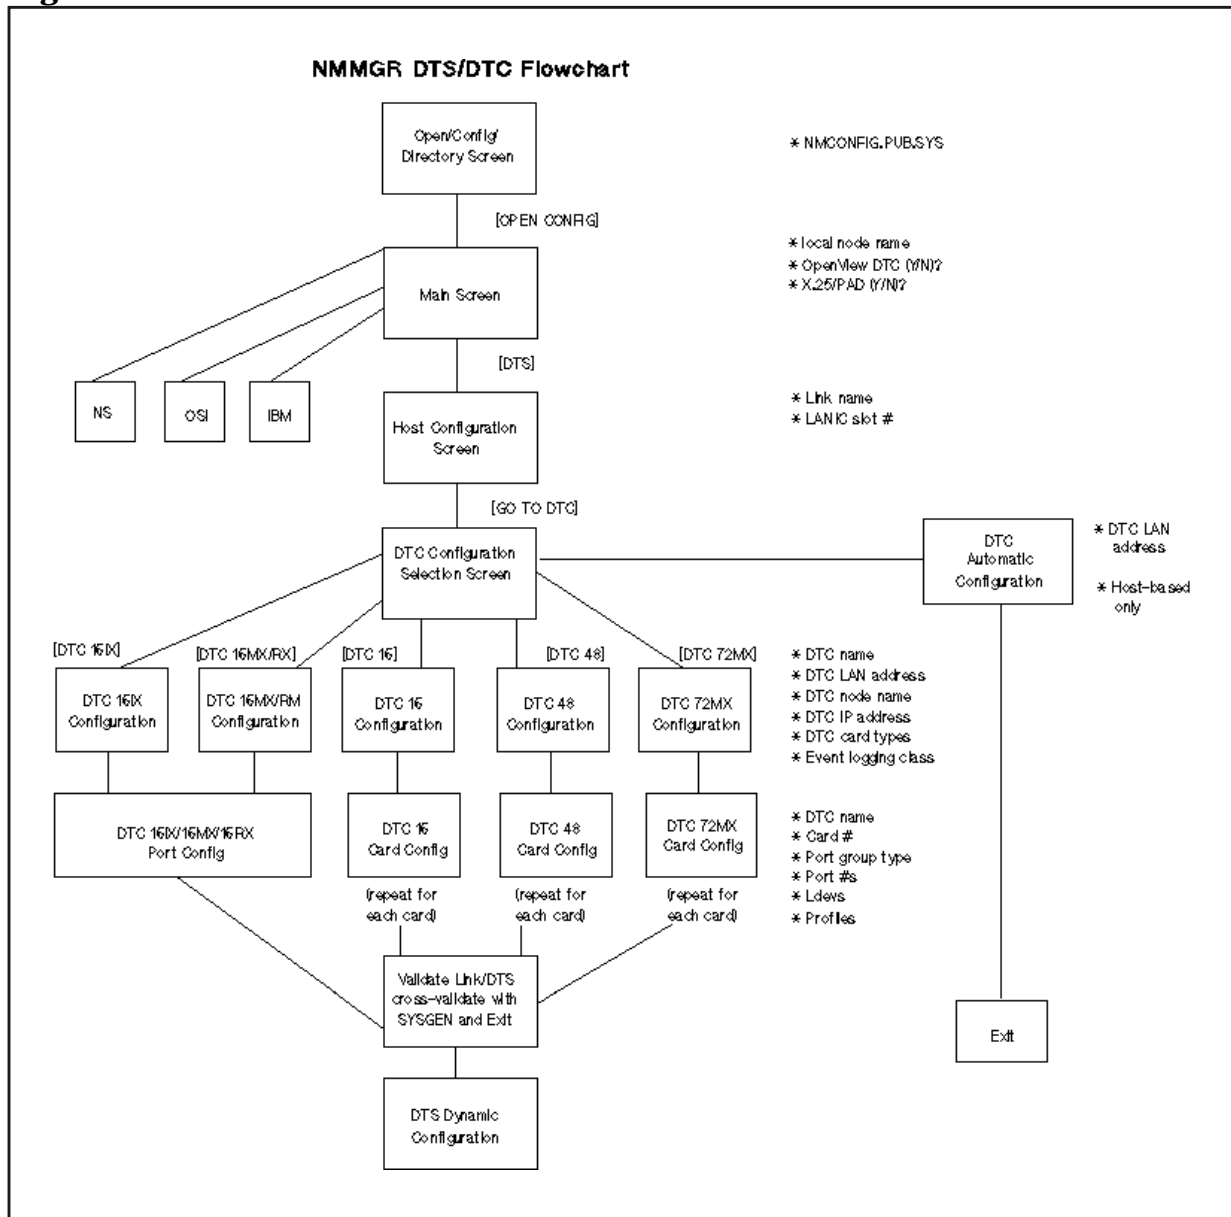 NMMGR DTS/DTC Flowchart
Open/Config/
Directory Screen
* NMCONFIG.PUB.SYS
[OPEN CONFIG]
Main Screen
* local node name
* OpenView DTC (Y/N)?
* X.25/PAD (Y/N)?
[DTS]
NS
OSI
IBM
Host Configuration
Screen
* Link name
* LANIC slot #
[GO TO DTC]
DTC Configuration
Selection Screen
DTC
Automatic
Configuration
* DTC LAN
address
* Host-based
only
[DTC 16iX]
[DTC 16MX/RX]
[DTC 16]
[DTC 48]
[DTC 72MX]
DTC 16iX
Configuration
DTC 16MX/RM
Configuration
DTC 16
Configuration
DTC 48
Configuration
DTC 72MX
Configuration
* DTC name
* DTC LAN address
* DTC node name
* DTC IP address
* DTC card types
* Event logging class
DTC 16iX/16MX/16RX
Port Config
DTC 16
Card Config
DTC 48
Card Config
DTC 72MX
Card Config
* DTC name
* Card #
* Port group type
* Port #s
* Ldevs
* Profiles
(repeat for
each card)
(repeat for
each card)
(repeat for
each card)
Validate Link/DTS
cross-validate with
SYSGEN and Exit
Exit
DTS Dynamic
Configuration